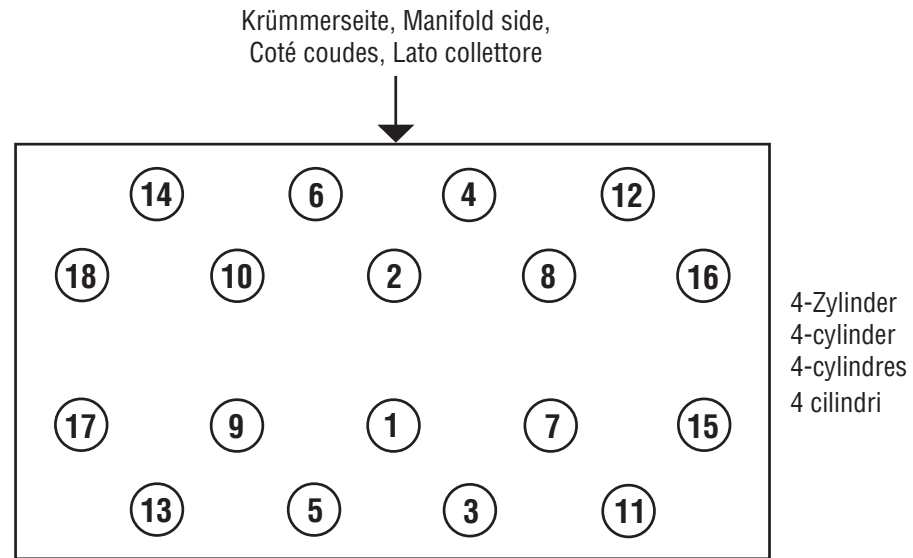 Krümmerseite, Manifold side,
Coté coudes, Lato collettore
14 6 4 12
18 10 2 8 16
4-Zylinder
4-cylinder
4-cylindres
4 cilindri
17 9 1 7 15
13 5 3 11